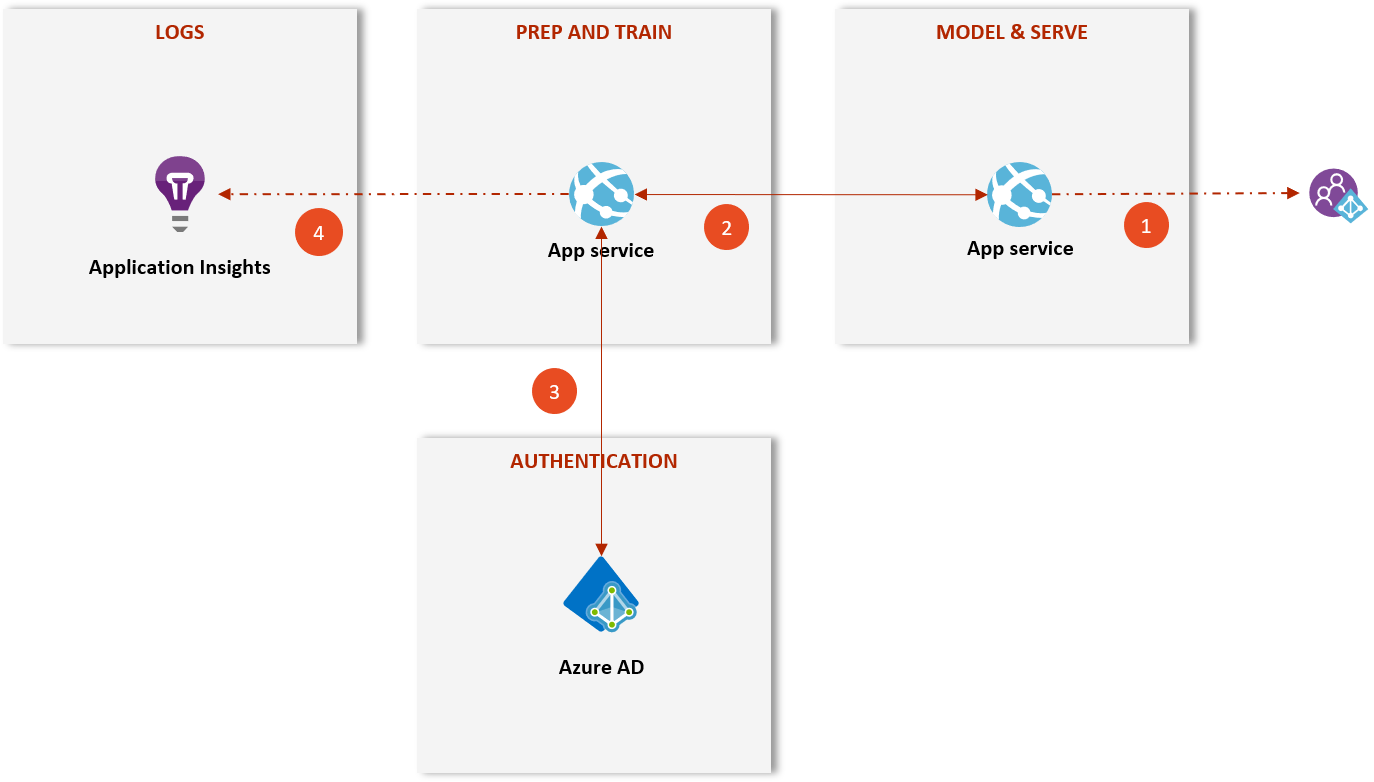 LOGS
PREP AND TRAIN
MODEL & SERVE
4
2
1
Application Insights
App service
App service
3
AUTHENTICATION
Azure AD